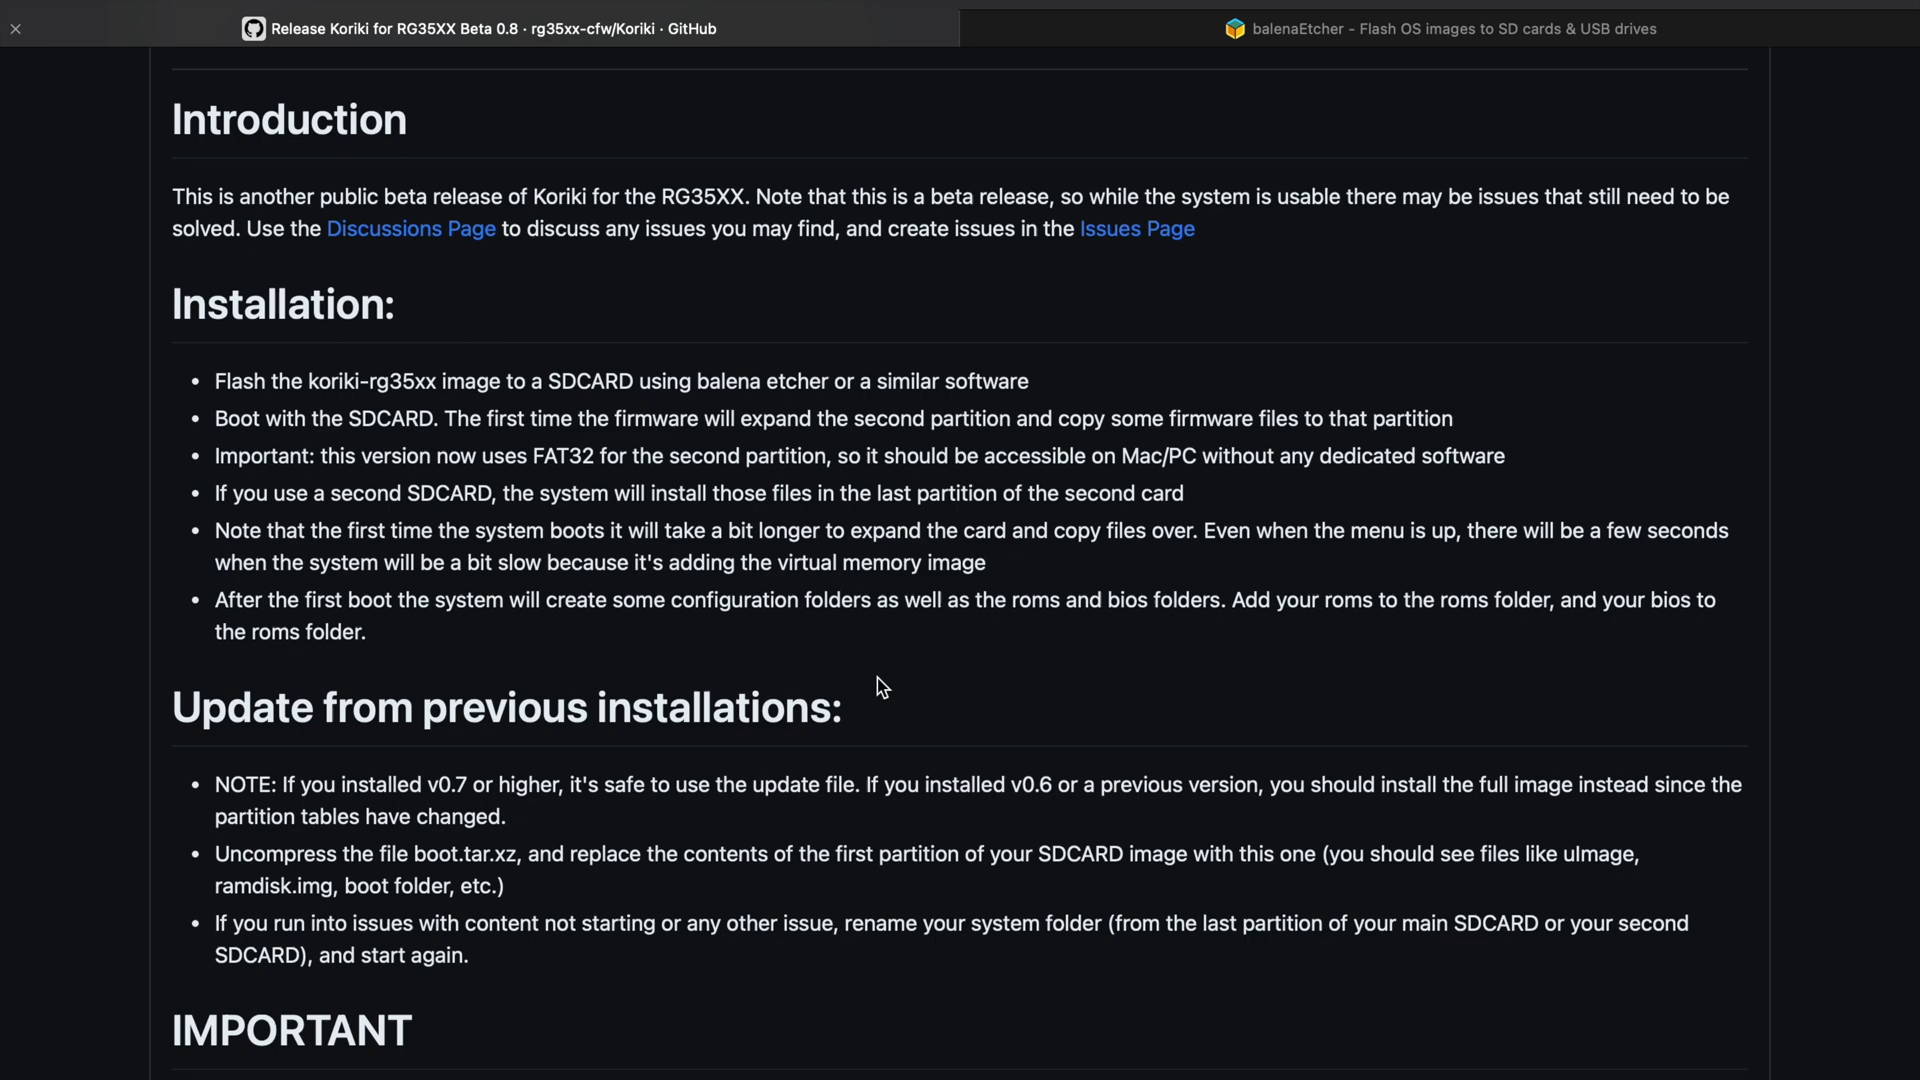 Release Koriki for RG35XX Beta 0.8 · rg35xx-cfw/Koriki · GitHub
balenaEtcher - Flash OS images to SD cards & USB drives
Introduction
This is another public beta release of Koriki for the RG35XX. Note that this is a beta release, so while the system is usable there may be issues that still need to be
solved. Use the Discussions Page to discuss any issues you may find, and create issues in the Issues Page
Installation:
• Flash the koriki-rg35xx image to a SDCARD using balena etcher or a similar software
• Boot with the SDCARD. The first time the firmware will expand the second partition and copy some firmware files to that partition
• Important: this version now uses FAT32 for the second partition, so it should be accessible on Mac/PC without any dedicated software
• If you use a second SDCARD, the system will install those files in the last partition of the second card
• Note that the first time the system boots it will take a bit longer to expand the card and copy files over. Even when the menu is up, there will be a few seconds
when the system will be a bit slow because it's adding the virtual memory image
• After the first boot the system will create some configuration folders as well as the roms and bios folders. Add your roms to the roms folder, and your bios to
the roms folder.
Update from previous installations:
• NOTE: If you installed v0.7 or higher, it's safe to use the update file. If you installed v0.6 or a previous version, you should install the full image instead since the
partition tables have changed.
• Uncompress the file boot.tar.xz, and replace the contents of the first partition of your SDCARD image with this one (you should see files like uImage,
ramdisk.img, boot folder, etc.)
• If you run into issues with content not starting or any other issue, rename your system folder (from the last partition of your main SDCARD or your second
SDCARD), and start again.
IMPORTANT